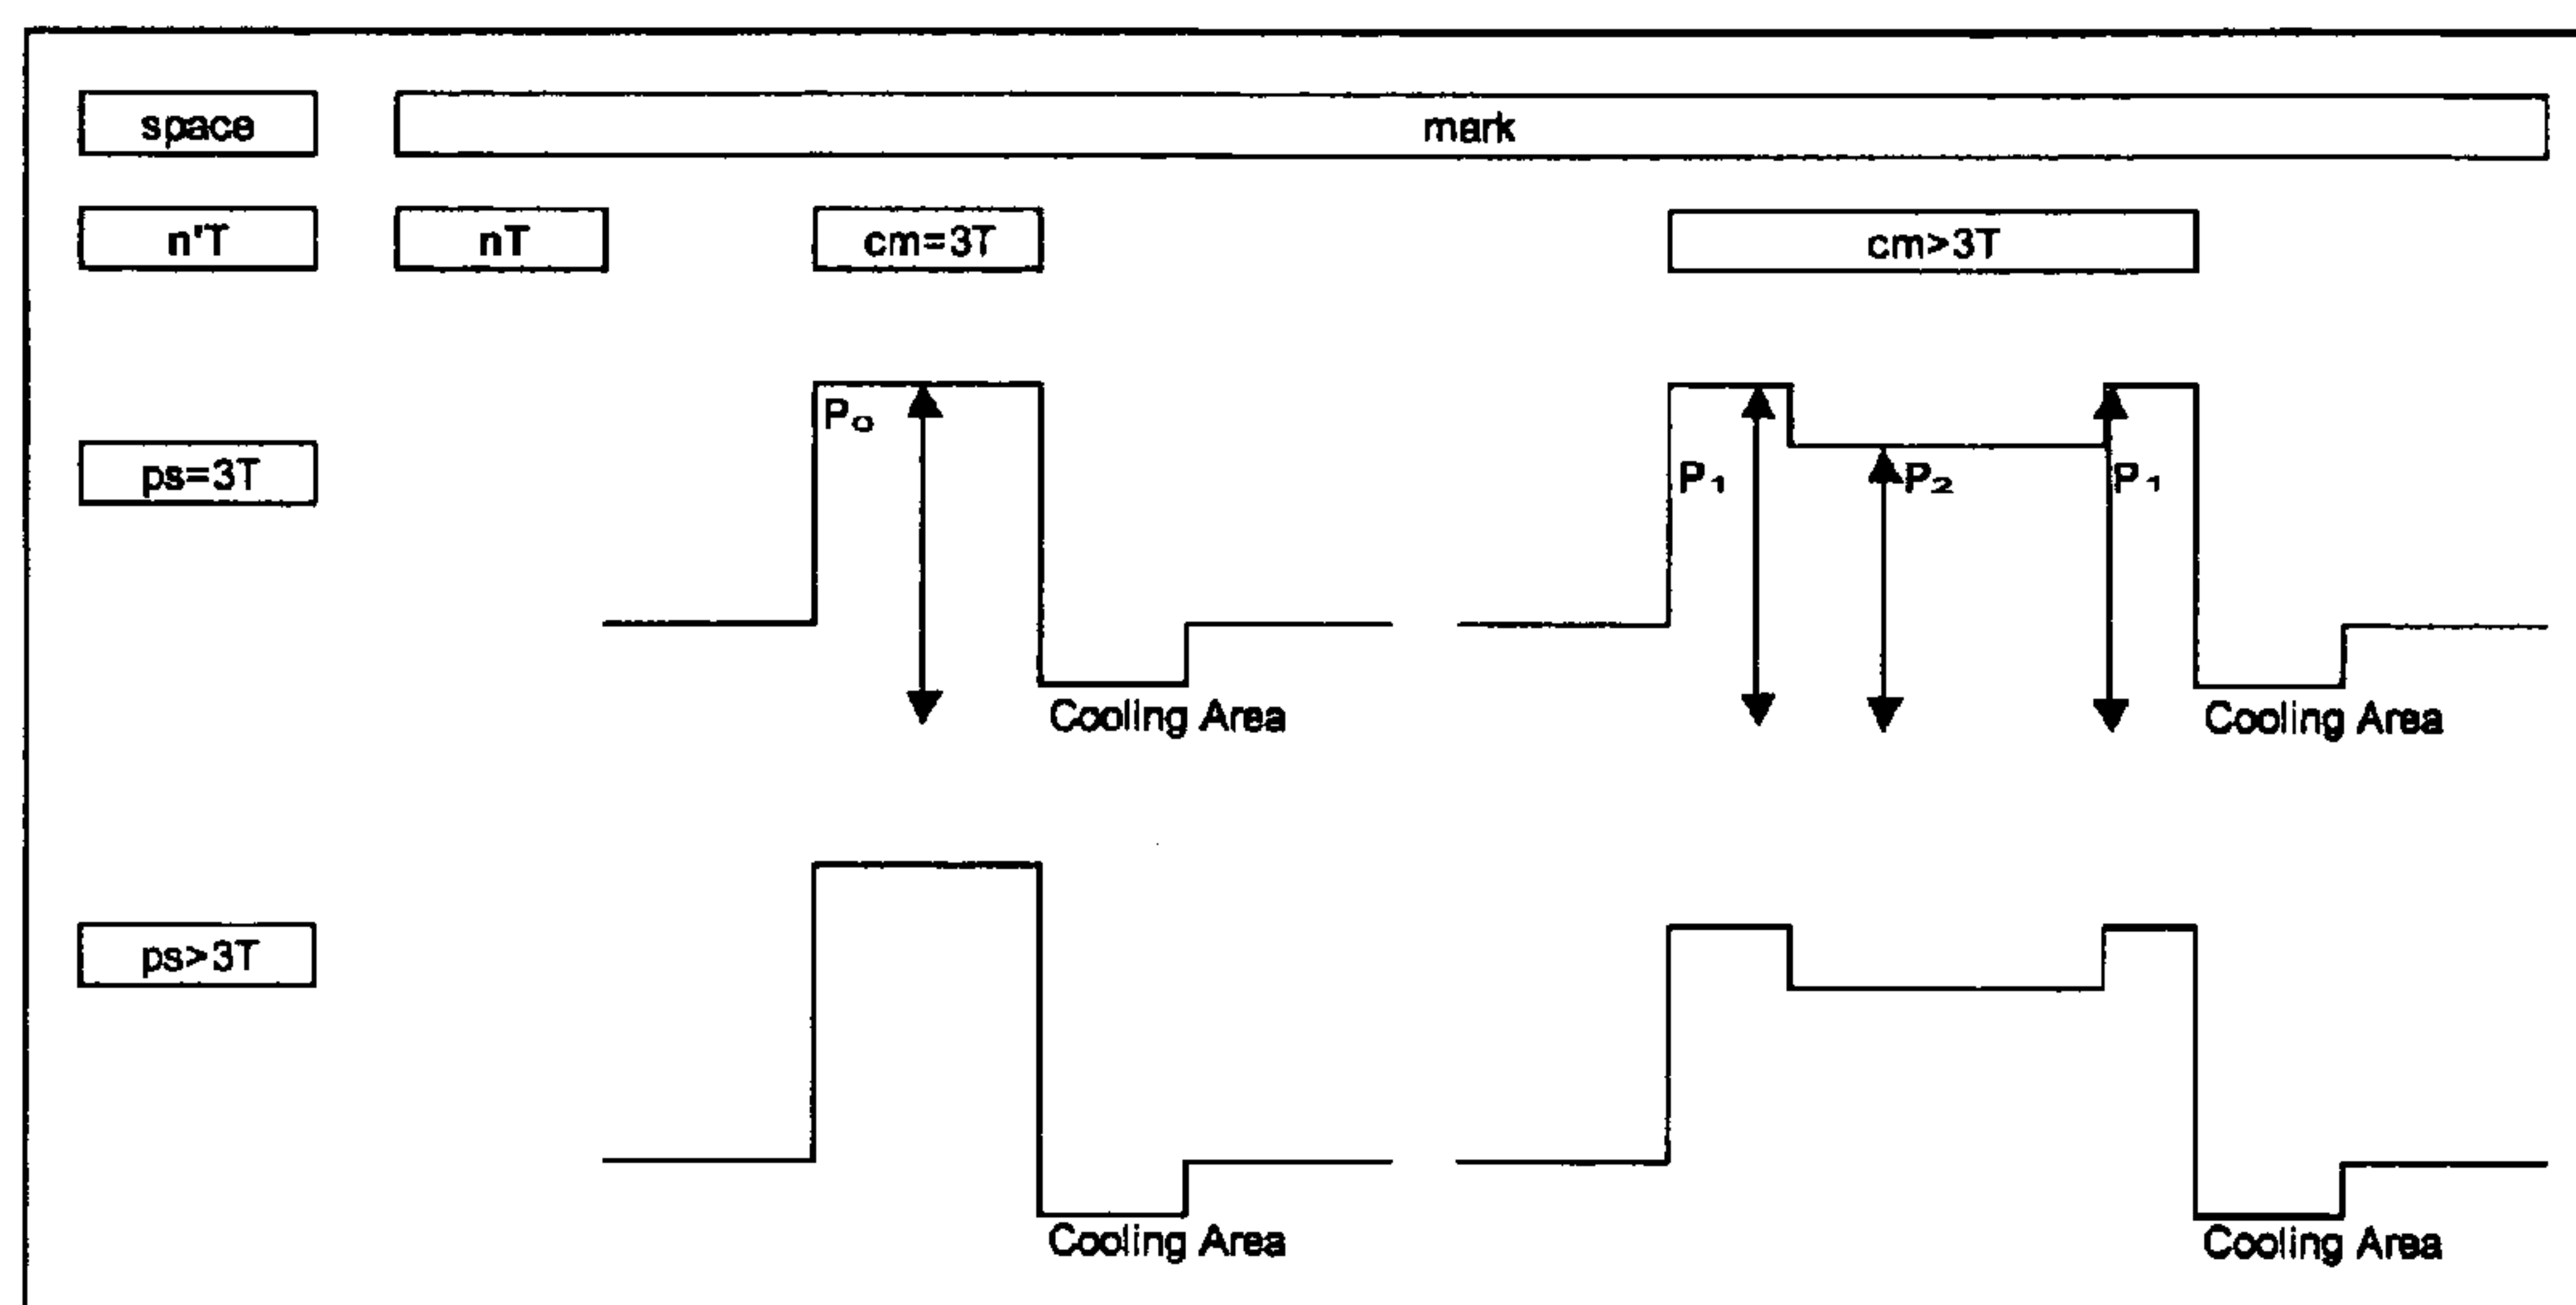 space mark
n'T nT cm=3T cm>3T
P₀
ps=3T P₁ P₂ P₁
Cooling Area Cooling Area
ps>3T
Cooling Area Cooling Area